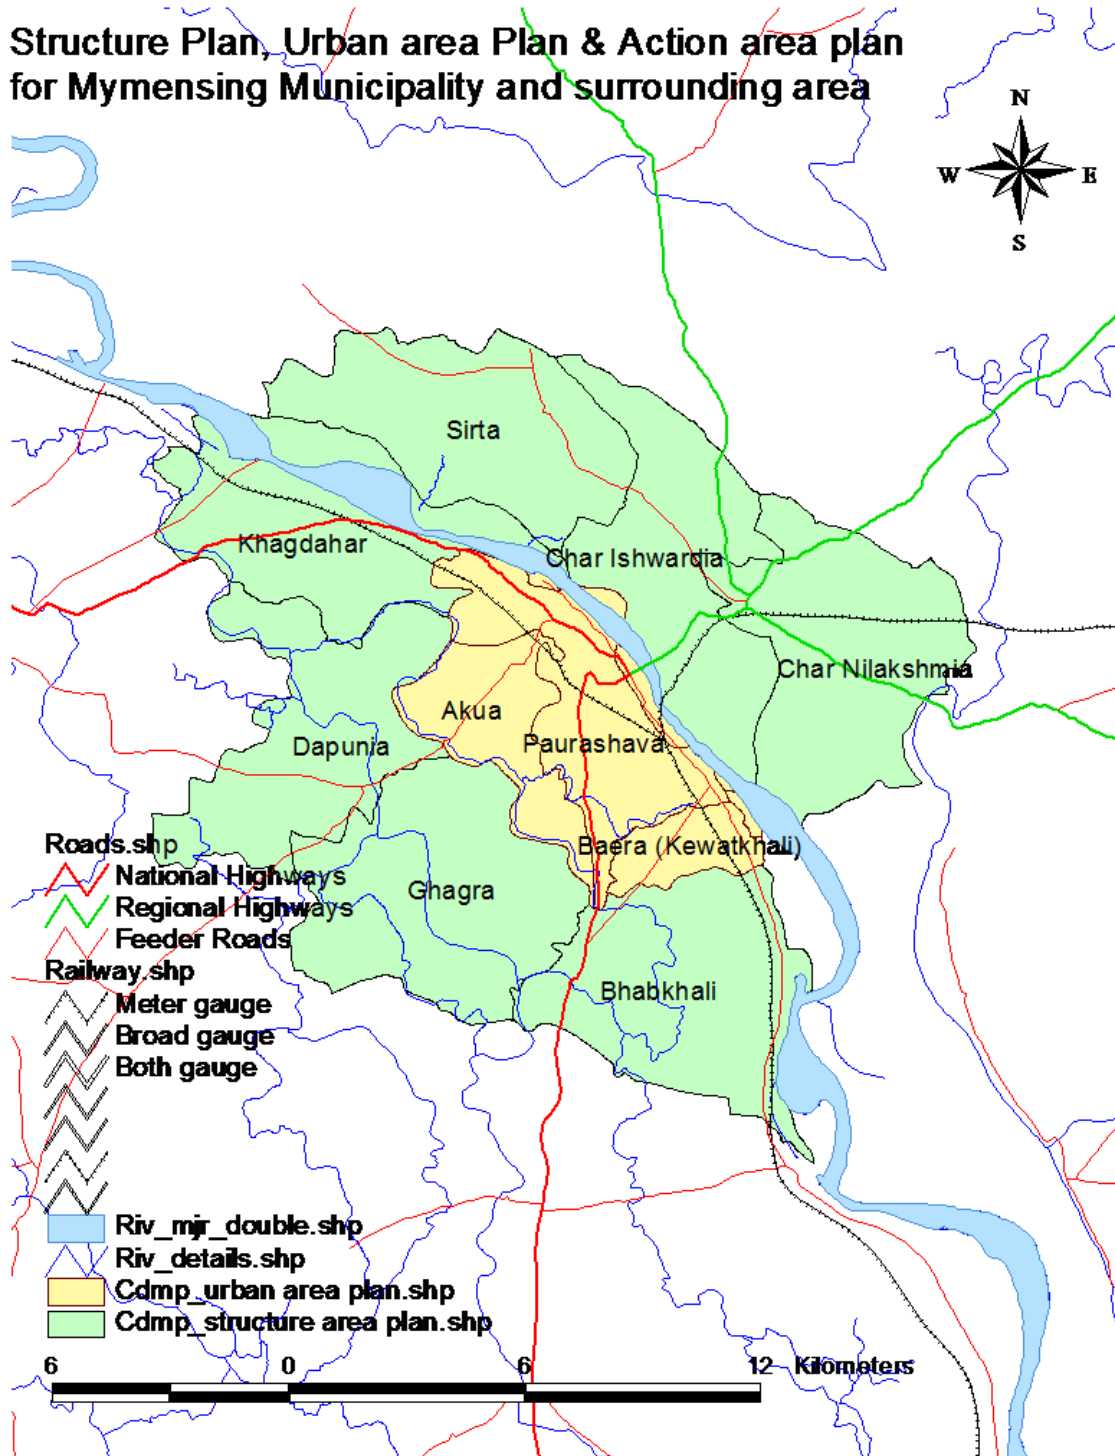 Structure Plan, Urban area Plan & Action area plan
for Mymensing Municipality and surrounding area
N
W E
S
Sirta
Khagdahar
Char Ishwardia
Char Nilakshmia
Akua
Dapunia
Paurashava
Baera (Kewatkhali)
Ghagra
Bhabkhali
Roads.shp
National Highways
Regional Highways
Feeder Roads
Railway.shp
Meter gauge
Broad gauge
Both gauge
Riv_mjr_double.shp
Riv_details.shp
Cdmp_urban area plan.shp
Cdmp_structure area plan.shp
6 0 6 12 Kilometers